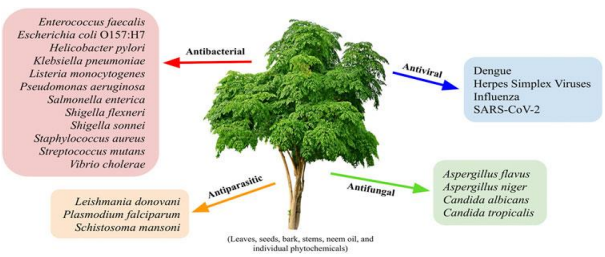 Enterococcus faecalis
Escherichia coli O157:H7
Helicobacter pylori
Klebsiella pneumoniae
Listeria monocytogenes
Pseudomonas aeruginosa
Salmonella enterica
Shigella flexneri
Shigella sonnei
Staphylococcus aureus
Streptococcus mutans
Vibrio cholerae
Antibacterial
Antiviral
Dengue
Herpes Simplex Viruses
Influenza
SARS-CoV-2
Antiparasitic
Leishmania donovani
Plasmodium falciparum
Schistosoma mansoni
Antifungal
Aspergillus flavus
Aspergillus niger
Candida albicans
Candida tropicalis
(Leaves, seeds, bark, stems, neem oil, and
individual phytochemicals)